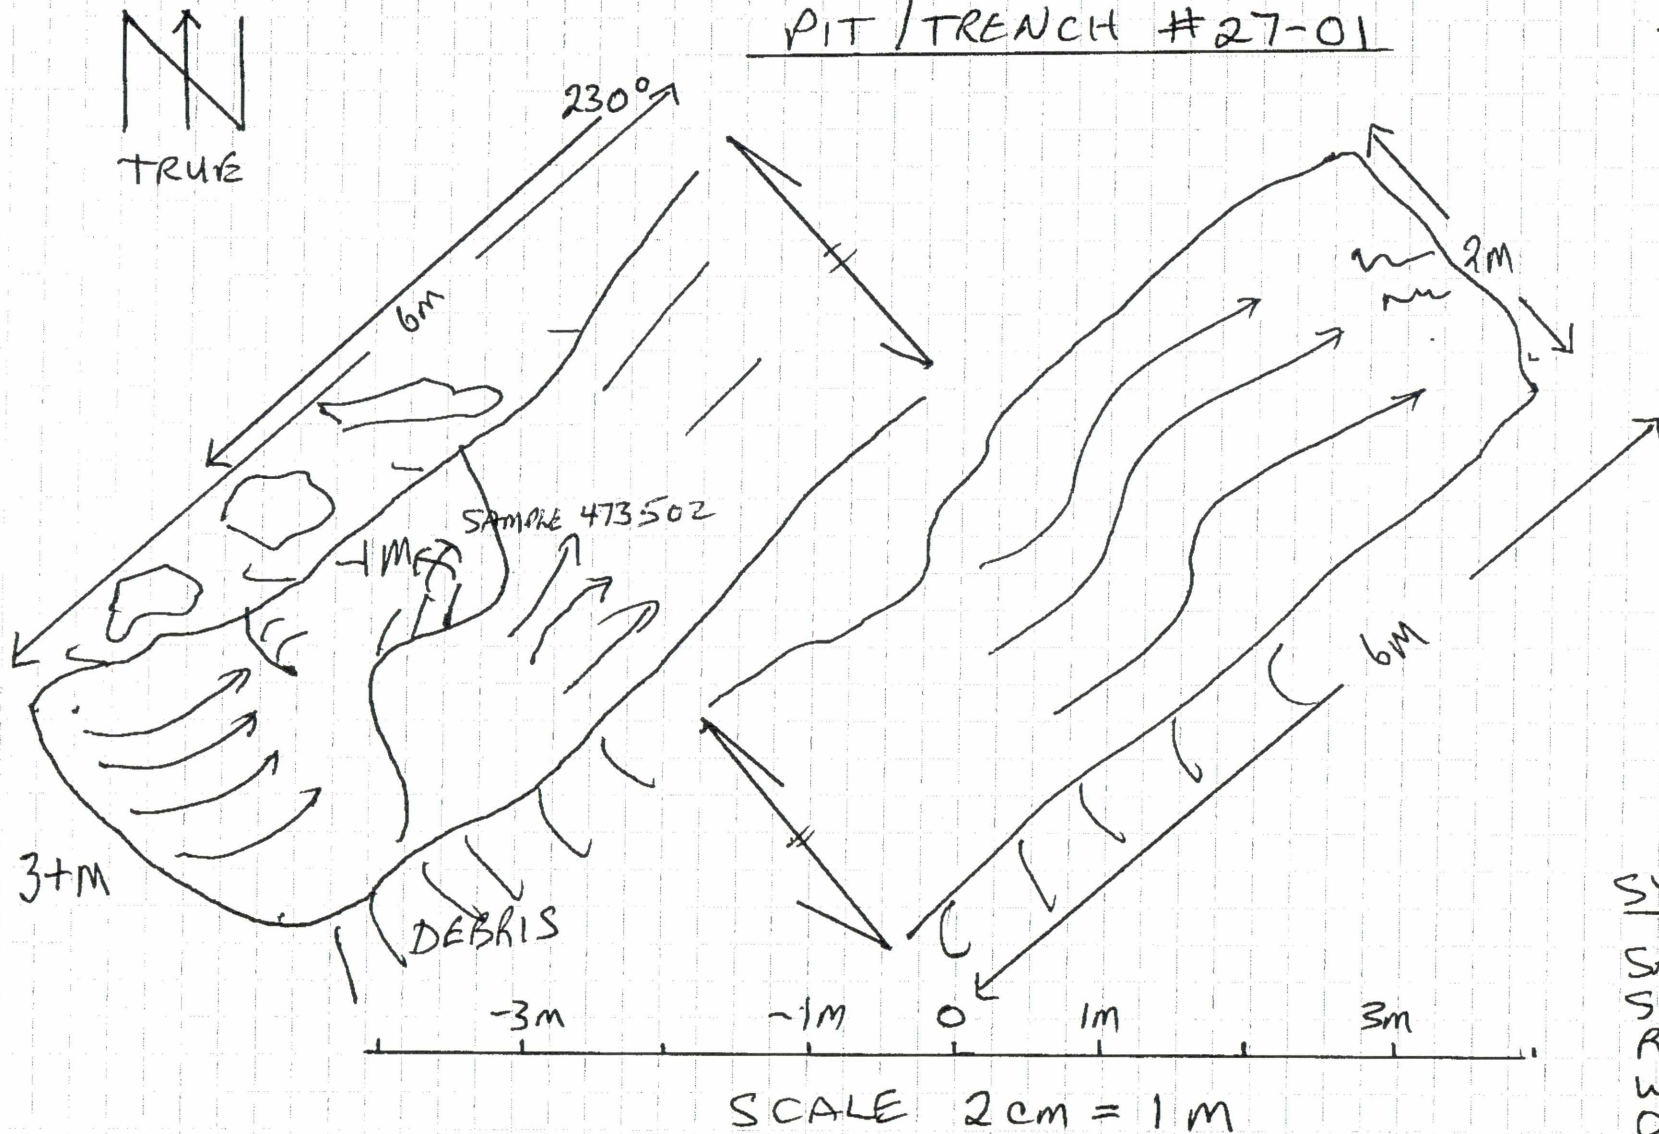 PIT / TRENCH #27-01
N
TRUE
230°
6m
2m
SAMPLE 473502
-1M
6m
3+M
DEBRIS
-3m -1m 0 1m 3m
SCALE 2cm = 1m